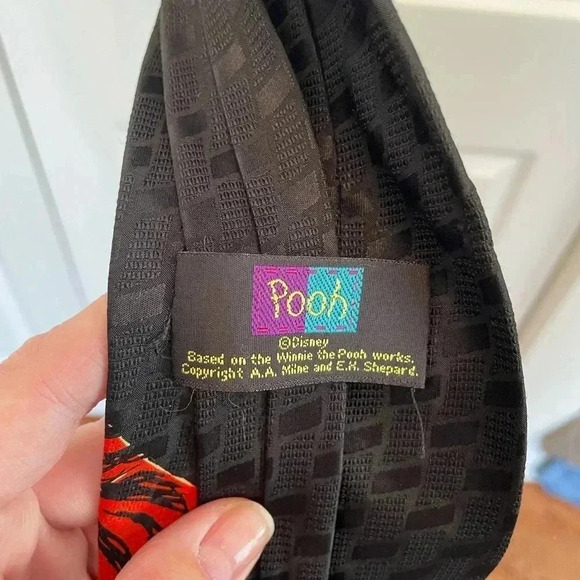 Pooh
©Disney
Based on the Winnie the Pooh works.
Copyright A.A. Milne and E.H. Shepard.